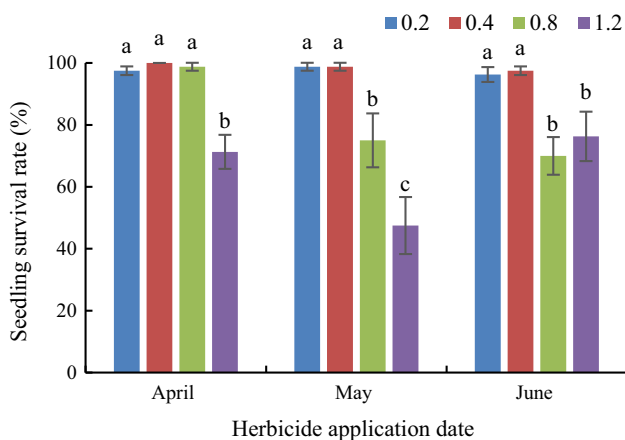 0.2 0.4 0.8 1.2
Seedling survival rate (%)
100
80
60
40
20
0
a a a b
a a b c
a a b b
April May June
Herbicide application date